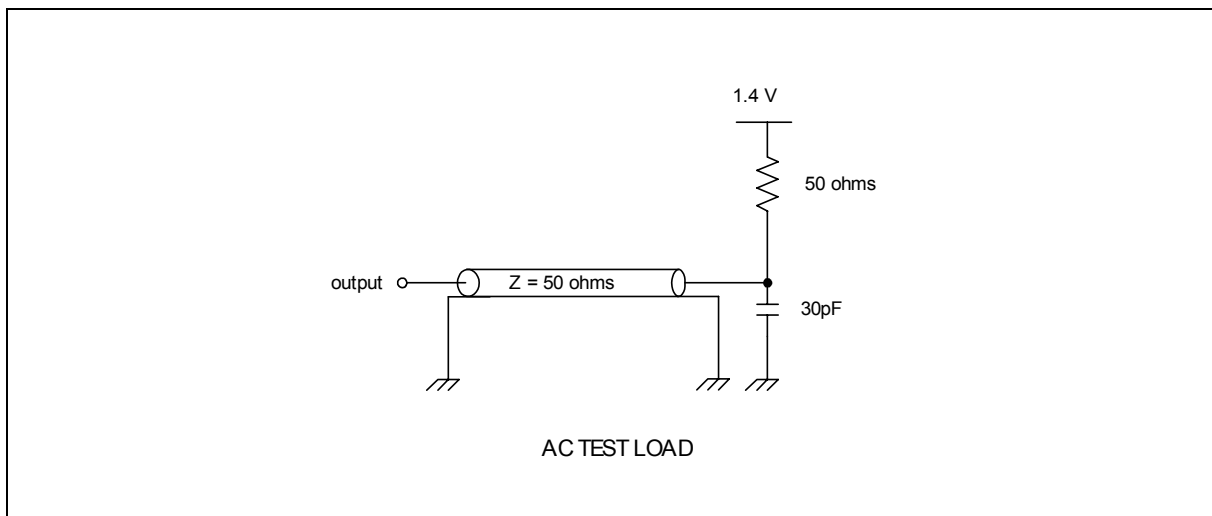 1.4 V
50 ohms
output
Z = 50 ohms
30pF
AC TEST LOAD